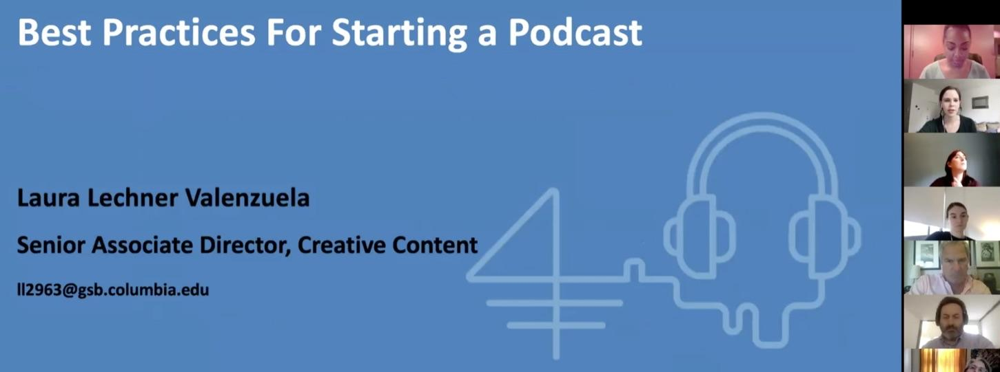 Best Practices For Starting a Podcast
Laura Lechner Valenzuela
Senior Associate Director, Creative Content
ll2963@gsb.columbia.edu